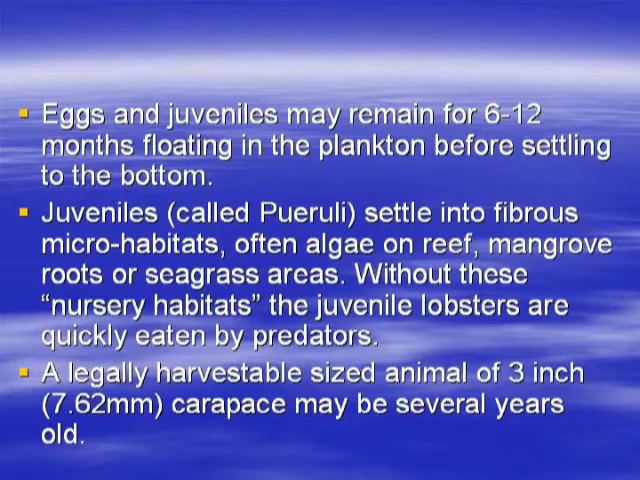 Eggs and juveniles may remain for 6-12
months floating in the plankton before settling
to the bottom.
Juveniles (called Pueruli) settle into fibrous
micro-habitats, often algae on reef, mangrove
roots or seagrass areas. Without these
“nursery habitats” the juvenile lobsters are
quickly eaten by predators.
A legally harvestable sized animal of 3 inch
(7.62mm) carapace may be several years
old.